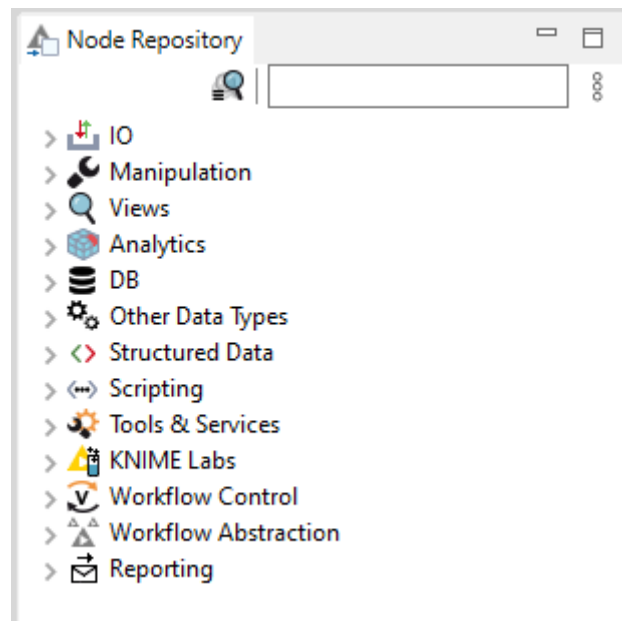 Node Repository
IO
Manipulation
Views
Analytics
DB
Other Data Types
Structured Data
Scripting
Tools & Services
KNIME Labs
Workflow Control
Workflow Abstraction
Reporting